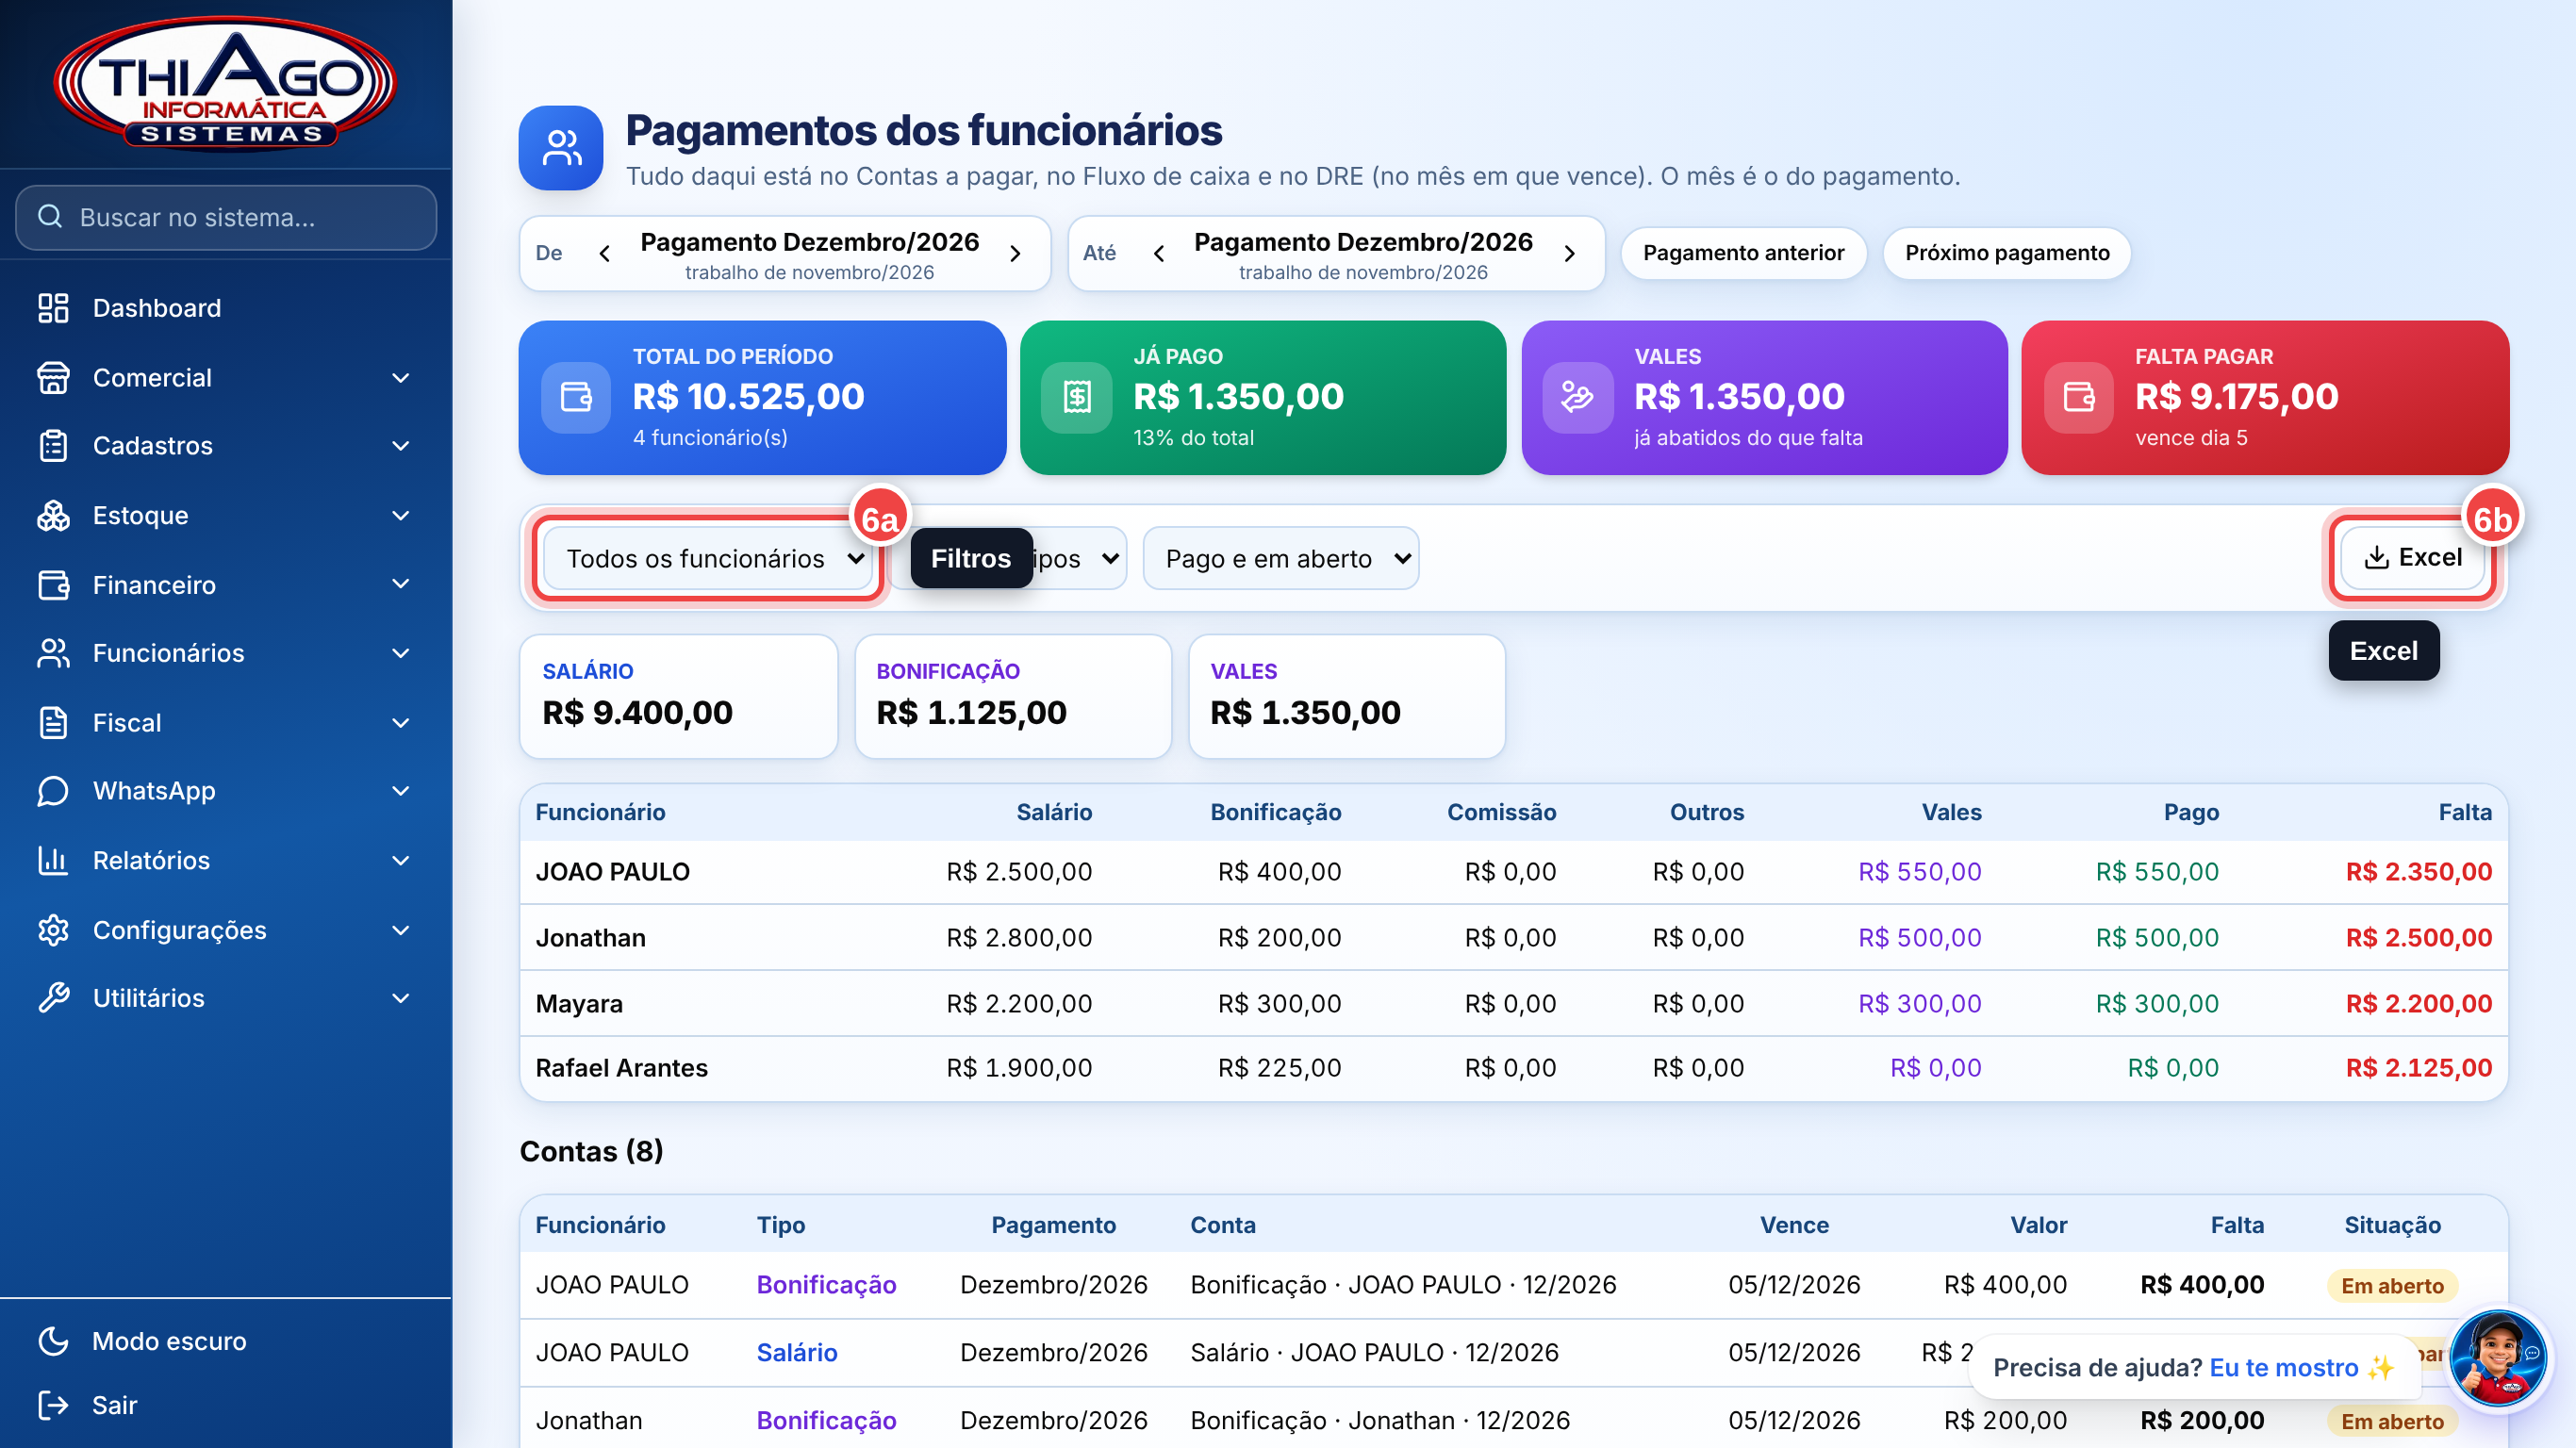 THIAGO
INFORMÁTICA
SISTEMAS
Buscar no sistema...
Dashboard
Comercial
Cadastros
Estoque
Financeiro
Funcionários
Fiscal
WhatsApp
Relatórios
Configurações
Utilitários
Modo escuro
Sair
Pagamentos dos funcionários
Tudo daqui está no Contas a pagar, no Fluxo de caixa e no DRE (no mês em que vence). O mês é o do pagamento.
De Pagamento Dezembro/2026
trabalho de novembro/2026
Até Pagamento Dezembro/2026
trabalho de novembro/2026
Pagamento anterior
Próximo pagamento
TOTAL DO PERÍODO
R$ 10.525,00
4 funcionário(s)
JÁ PAGO
R$ 1.350,00
13% do total
VALES
R$ 1.350,00
já abatidos do que falta
FALTA PAGAR
R$ 9.175,00
vence dia 5
Todos os funcionários
6a
Filtros
ipos
Pago e em aberto
Excel
6b
Excel
SALÁRIO
R$ 9.400,00
BONIFICAÇÃO
R$ 1.125,00
VALES
R$ 1.350,00
Funcionário Salário Bonificação Comissão Outros Vales Pago Falta
JOAO PAULO R$ 2.500,00 R$ 400,00 R$ 0,00 R$ 0,00 R$ 550,00 R$ 550,00 R$ 2.350,00
Jonathan R$ 2.800,00 R$ 200,00 R$ 0,00 R$ 0,00 R$ 500,00 R$ 500,00 R$ 2.500,00
Mayara R$ 2.200,00 R$ 300,00 R$ 0,00 R$ 0,00 R$ 300,00 R$ 300,00 R$ 2.200,00
Rafael Arantes R$ 1.900,00 R$ 225,00 R$ 0,00 R$ 0,00 R$ 0,00 R$ 0,00 R$ 2.125,00
Contas (8)
Funcionário Tipo Pagamento Conta Vence Valor Falta Situação
JOAO PAULO Bonificação Dezembro/2026 Bonificação · JOAO PAULO · 12/2026 05/12/2026 R$ 400,00 R$ 400,00 Em aberto
JOAO PAULO Salário Dezembro/2026 Salário · JOAO PAULO · 12/2026 05/12/2026 R$ 2
Precisa de ajuda? Eu te mostro ✨
Jonathan Bonificação Dezembro/2026 Bonificação · Jonathan · 12/2026 05/12/2026 R$ 200,00 R$ 200,00 Em aberto